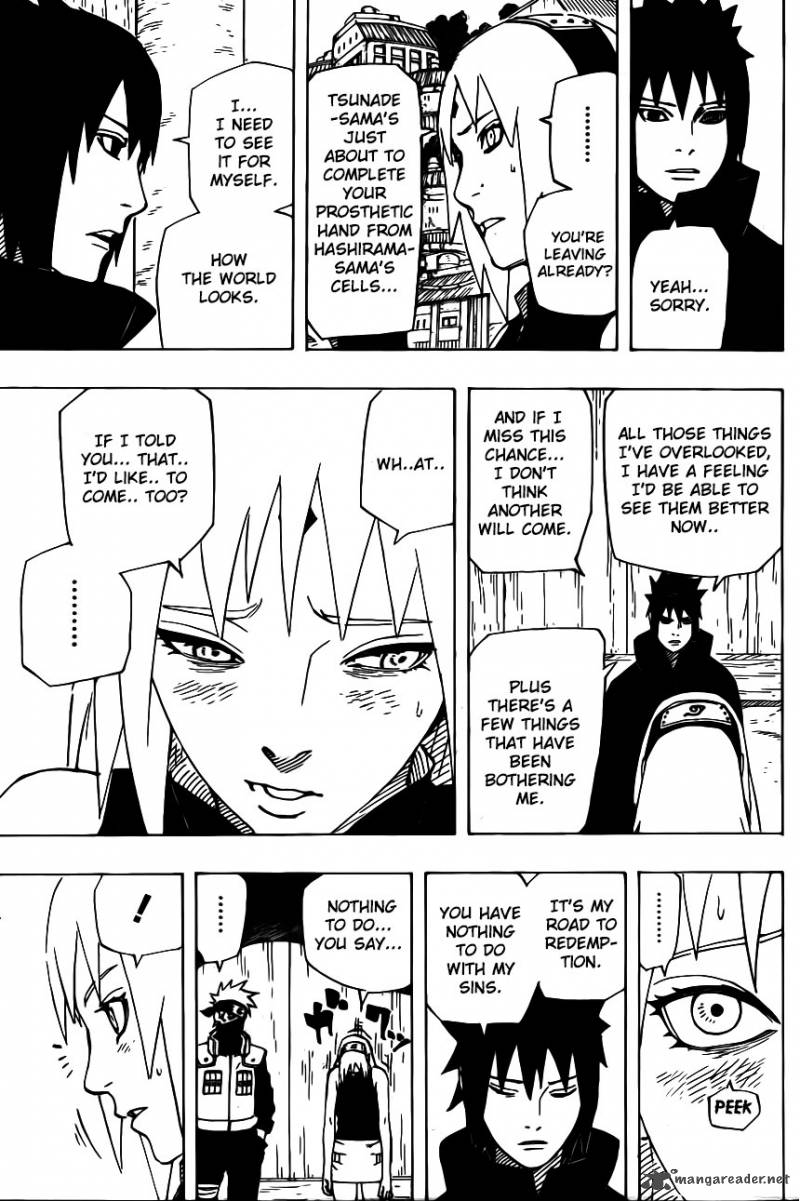 .........
YOU'RE
LEAVING
ALREADY?
YEAH...
SORRY.
TSUNADE
-SAMA'S
JUST
ABOUT TO
COMPLETE
YOUR
PROSTHETIC
HAND FROM
HASHIRAMA-
SAMA'S
CELLS...
I...
I NEED
TO SEE
IT FOR
MYSELF.
HOW
THE WORLD
LOOKS.
ALL THOSE THINGS
I'VE OVERLOOKED,
I HAVE A FEELING
I'D BE ABLE TO
SEE THEM BETTER
NOW..
AND IF I
MISS THIS
CHANCE...
I DON'T
THINK
ANOTHER
WILL COME.
PLUS
THERE'S A
FEW THINGS
THAT HAVE
BEEN
BOTHERING
ME.
WH..AT..
IF I TOLD
YOU... THAT..
I'D LIKE.. TO
COME.. TOO?
.........
.........
PEEK
IT'S MY
ROAD TO
REDEMP-
TION.
YOU HAVE
NOTHING
TO DO
WITH MY
SINS.
NOTHING
TO DO...
YOU SAY...
.........
!
mangareader.net